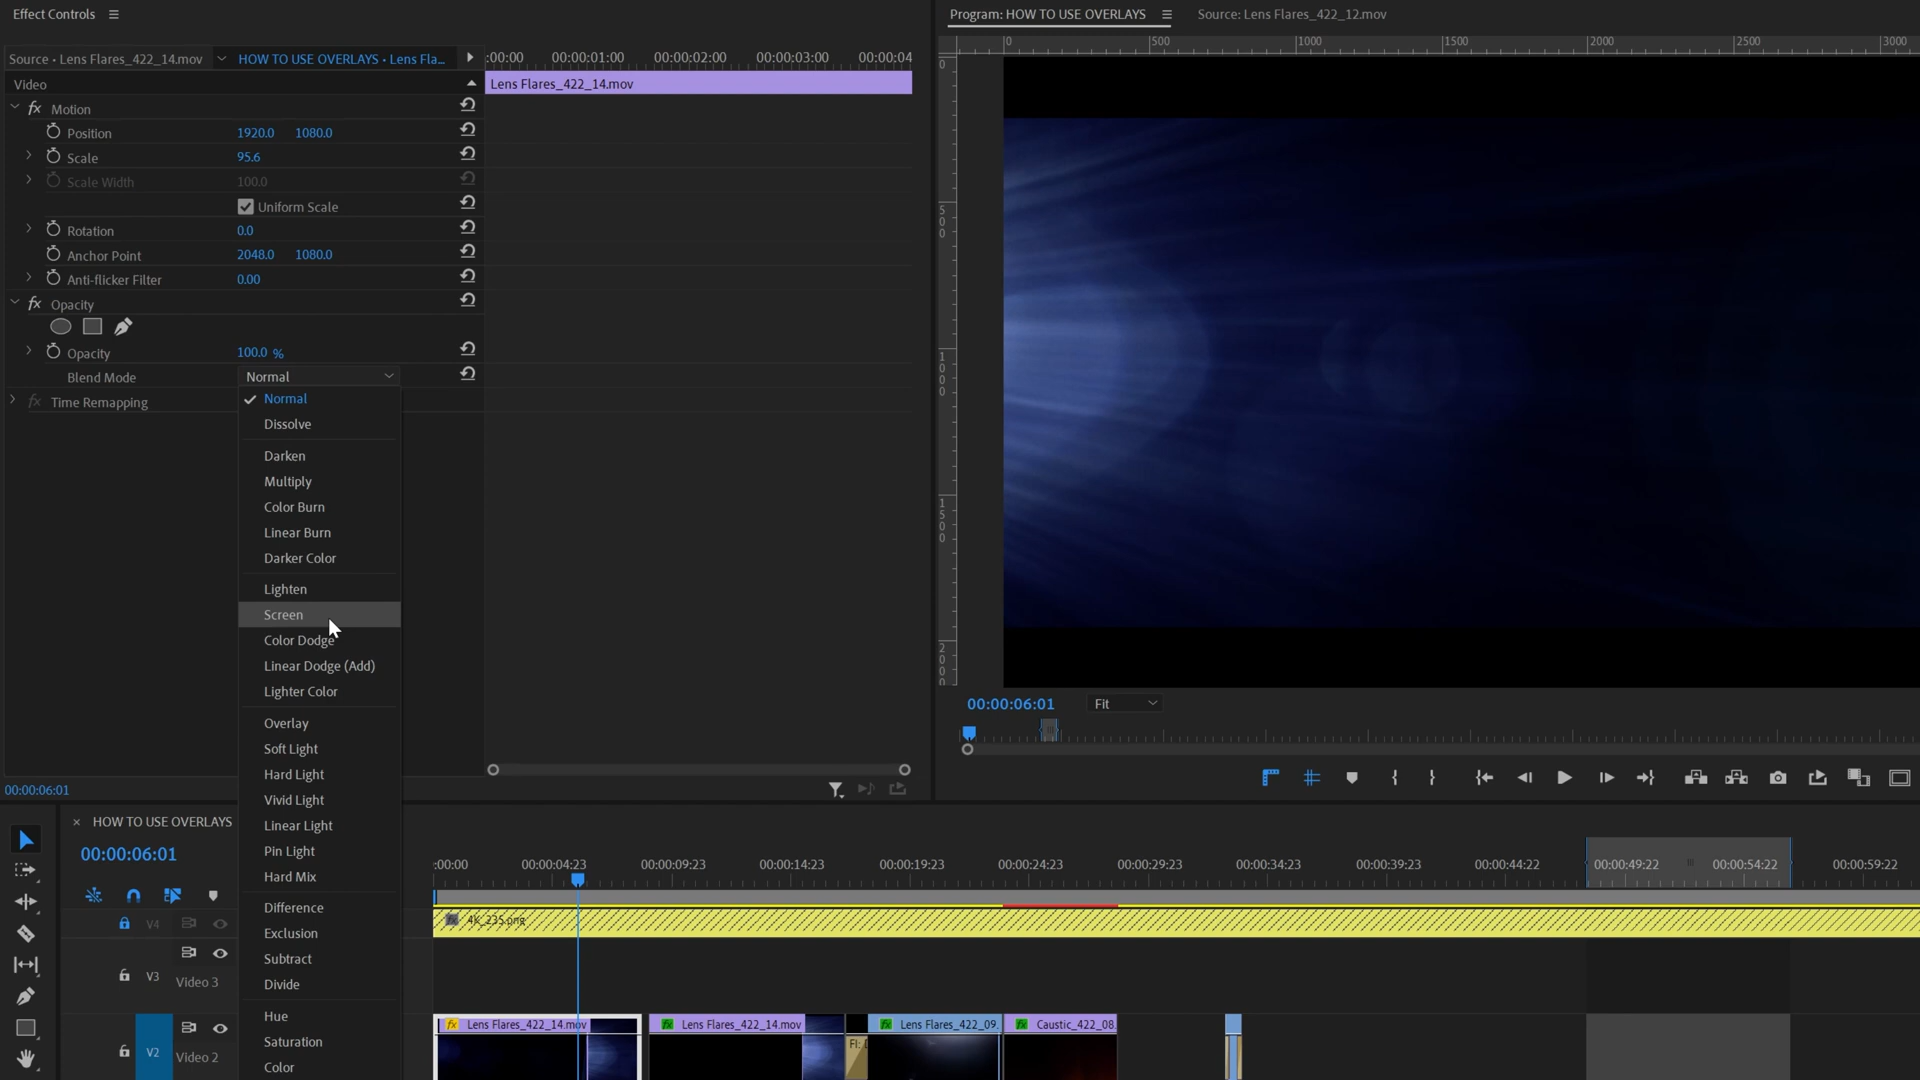 Effect Controls
Program: HOW TO USE OVERLAYS
Source: Lens Flares_422_12.mov
Source • Lens Flares_422_14.mov
HOW TO USE OVERLAYS • Lens Fla...
:00:00 00:00:01:00 00:00:02:00 00:00:03:00 00:00:04
0 500 1000 1500 2000 2500 3000
Video
Lens Flares_422_14.mov
Motion
Position 1920.0 1080.0
Scale 95.6
Scale Width 100.0
Uniform Scale
Rotation 0.0
Anchor Point 2048.0 1080.0
Anti-flicker Filter 0.00
Opacity
Opacity 100.0 %
Blend Mode Normal
Time Remapping
Normal
Dissolve
Darken
Multiply
Color Burn
Linear Burn
Darker Color
Lighten
Screen
Color Dodge
Linear Dodge (Add)
Lighter Color
Overlay
Soft Light
Hard Light
Vivid Light
Linear Light
Pin Light
Hard Mix
Difference
Exclusion
Subtract
Divide
Hue
Saturation
Color
0
500
1000
1500
2000
00:00:06:01 Fit
00:00:06:01
× HOW TO USE OVERLAYS
00:00:06:01
:00:00 00:00:04:23 00:00:09:23 00:00:14:23 00:00:19:23 00:00:24:23 00:00:29:23 00:00:34:23 00:00:39:23 00:00:44:22 00:00:49:22 00:00:54:22 00:00:59:22
V4
4K_235.png
V3 Video 3
V2 Video 2
fx Lens Flares_422_14.mov
fx Lens Flares_422_14.mov
fx Lens Flares_422_09.
fx Caustic_422_08.